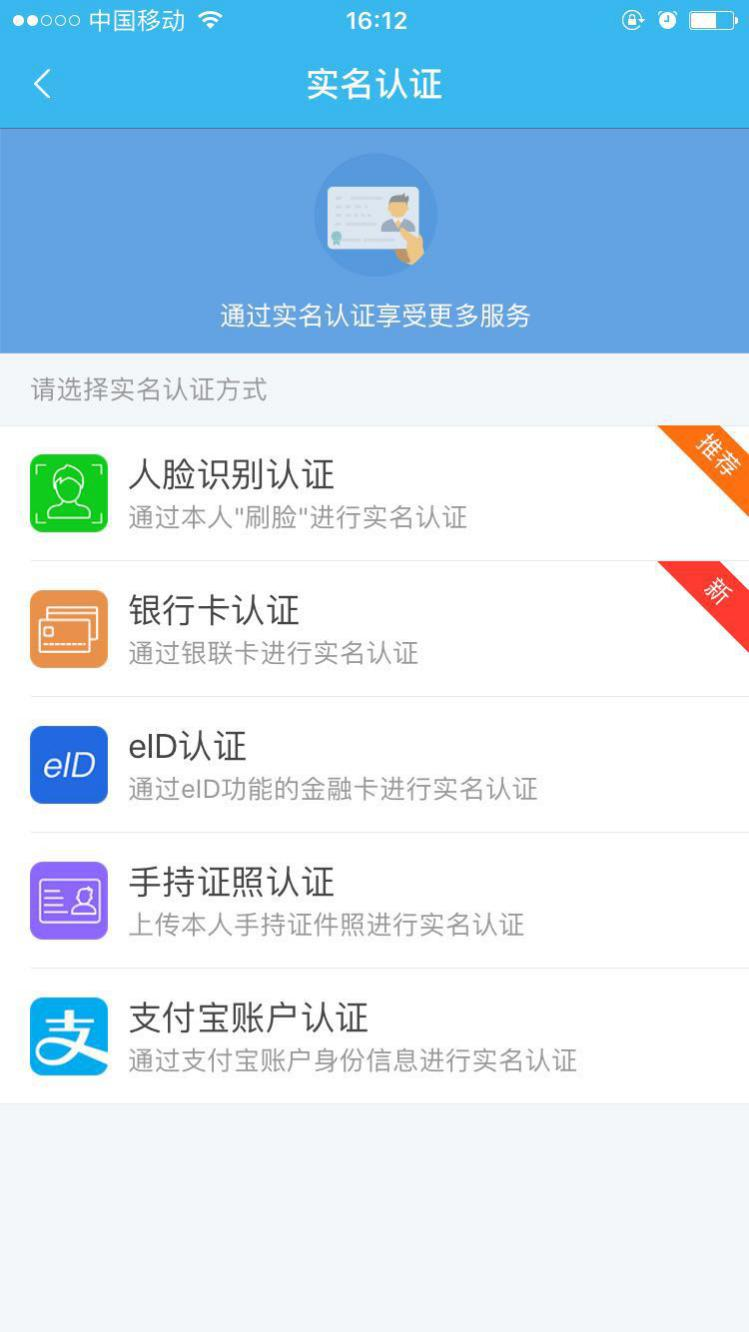 中国移动 16:12
实名认证
通过实名认证享受更多服务
请选择实名认证方式
人脸识别认证
推荐
通过本人"刷脸"进行实名认证
银行卡认证
新
通过银联卡进行实名认证
eID
eID认证
通过eID功能的金融卡进行实名认证
手持证照认证
上传本人手持证件照进行实名认证
支
支付宝账户认证
通过支付宝账户身份信息进行实名认证